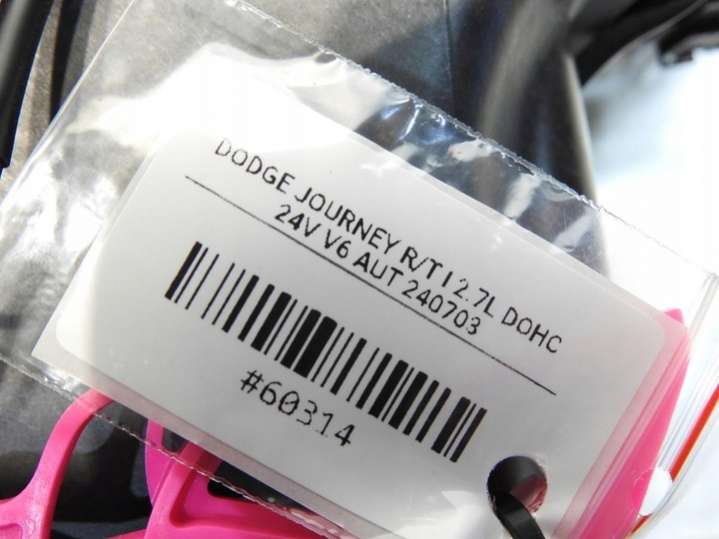 DODGE JOURNEY R/T I 2.7L DOHC
24V V6 AUT 240703
#60314